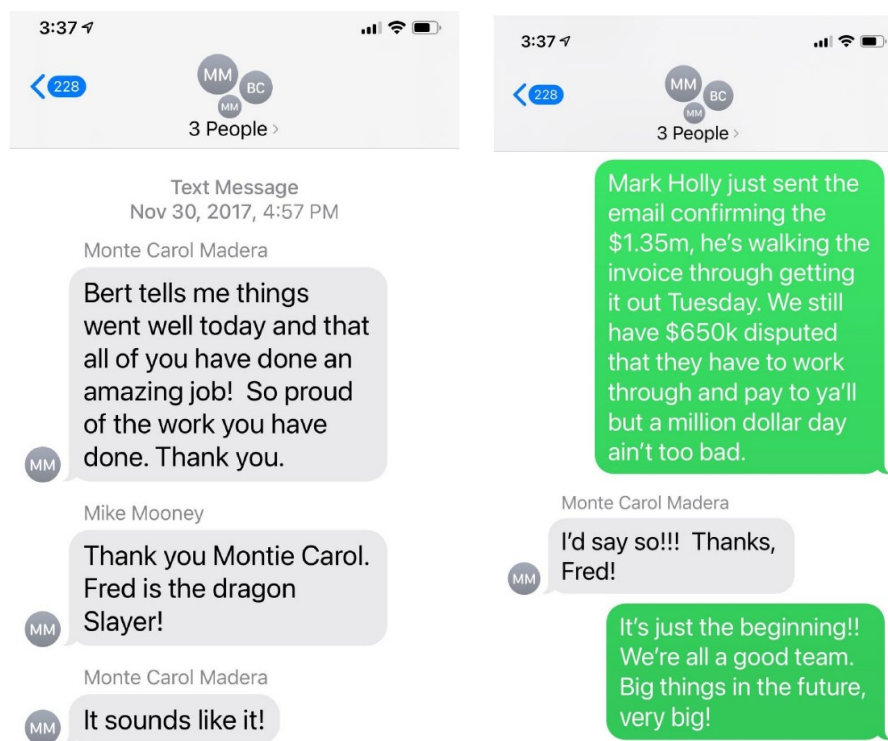 3:37
228
MM
BC
MM
3 People >
Text Message
Nov 30, 2017, 4:57 PM
Monte Carol Madera
Bert tells me things
went well today and that
all of you have done an
amazing job!  So proud
of the work you have
done. Thank you.
MM
Mike Mooney
Thank you Montie Carol.
Fred is the dragon
Slayer!
MM
Monte Carol Madera
It sounds like it!
MM
3:37
228
MM
BC
MM
3 People >
Mark Holly just sent the
email confirming the
$1.35m, he's walking the
invoice through getting
it out Tuesday. We still
have $650k disputed
that they have to work
through and pay to ya'll
but a million dollar day
ain't too bad.
Monte Carol Madera
I'd say so!!!  Thanks,
Fred!
MM
It's just the beginning!!
We're all a good team.
Big things in the future,
very big!